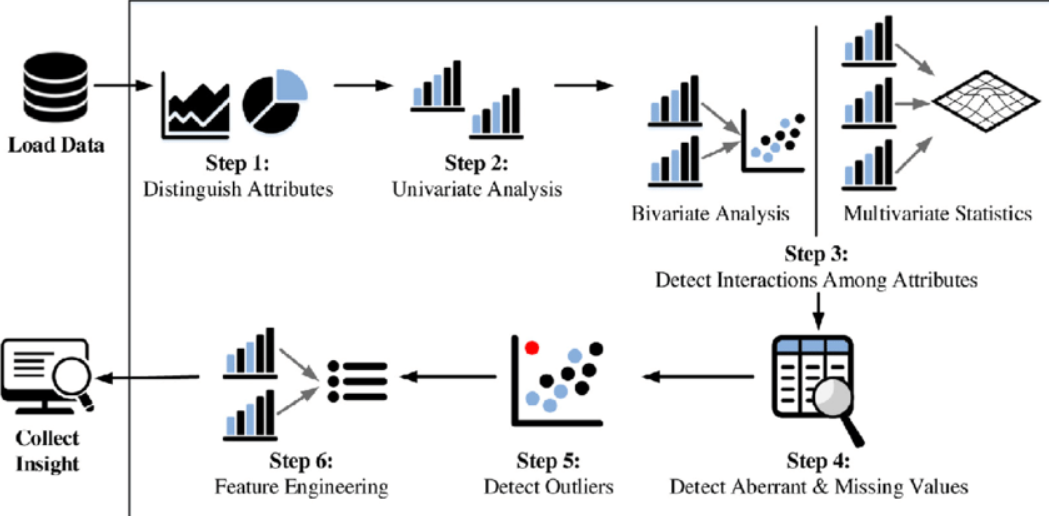 Load Data
Step 1:
Distinguish Attributes
Step 2:
Univariate Analysis
Bivariate Analysis
Multivariate Statistics
Step 3:
Detect Interactions Among Attributes
Step 4:
Detect Aberrant & Missing Values
Step 5:
Detect Outliers
Step 6:
Feature Engineering
Collect
Insight